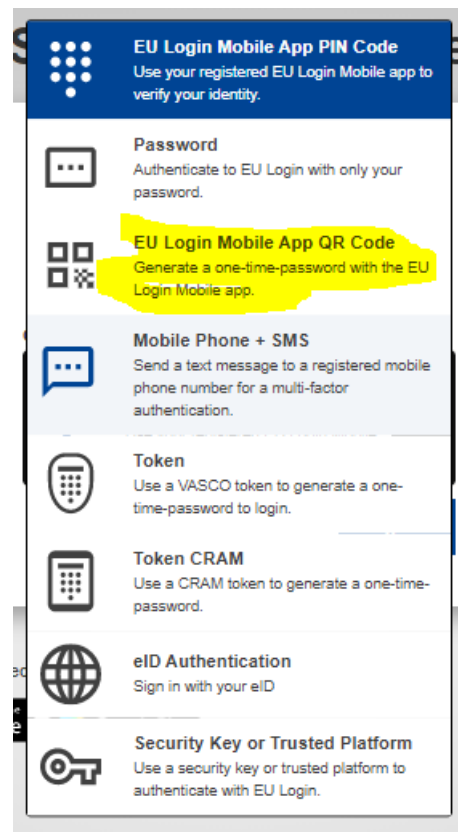 EU Login Mobile App PIN Code
Use your registered EU Login Mobile app to
verify your identity.
Password
Authenticate to EU Login with only your
password.
EU Login Mobile App QR Code
Generate a one-time-password with the EU
Login Mobile app.
Mobile Phone + SMS
Send a text message to a registered mobile
phone number for a multi-factor
authentication.
Token
Use a VASCO token to generate a one-
time-password to login.
Token CRAM
Use a CRAM token to generate a one-time-
password.
eID Authentication
Sign in with your eID
Security Key or Trusted Platform
Use a security key or trusted platform to
authenticate with EU Login.